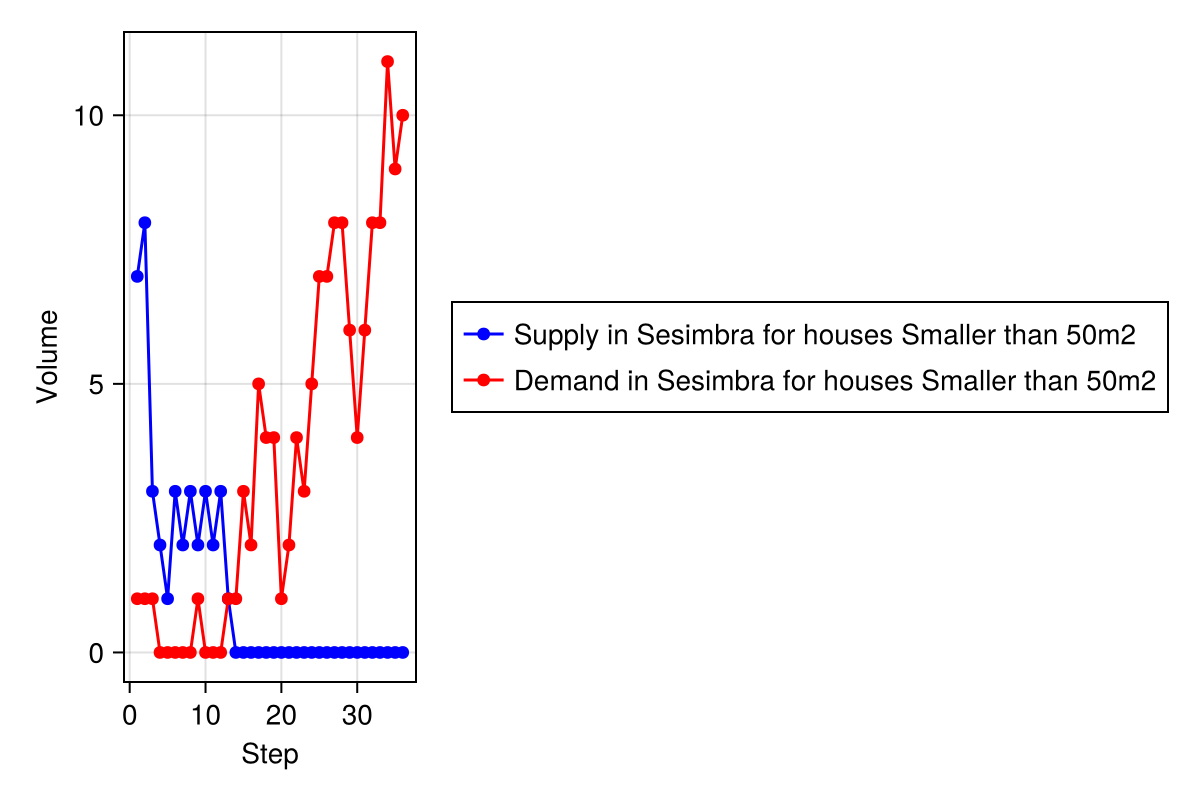 10
5
0
Volume
0 10 20 30
Step
Supply in Sesimbra for houses Smaller than 50m2
Demand in Sesimbra for houses Smaller than 50m2